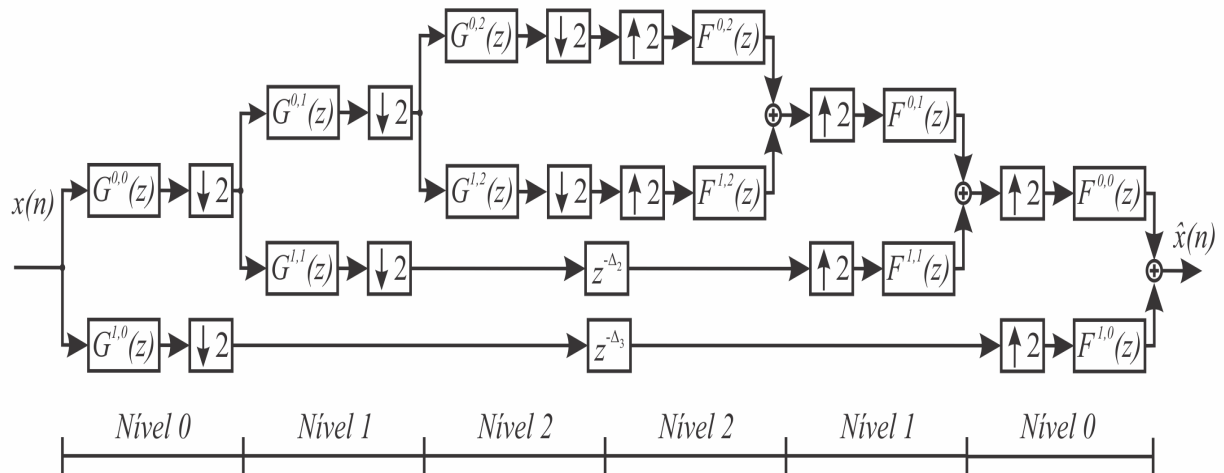 G^{0,2}(z) ↓2 ↑2 F^{0,2}(z)
G^{0,1}(z) ↓2 ↑2 F^{0,1}(z)
G^{0,0}(z) ↓2 G^{1,2}(z) ↓2 ↑2 F^{1,2}(z) ↑2 F^{0,0}(z)
x(n) x̂(n)
G^{1,1}(z) ↓2 z^{-Δ_2} ↑2 F^{1,1}(z)
G^{1,0}(z) ↓2 z^{-Δ_3} ↑2 F^{1,0}(z)
Nível 0 Nível 1 Nível 2 Nível 2 Nível 1 Nível 0